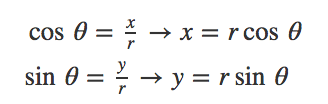 cos θ = x/r → x = r cos θ
sin θ = y/r → y = r sin θ